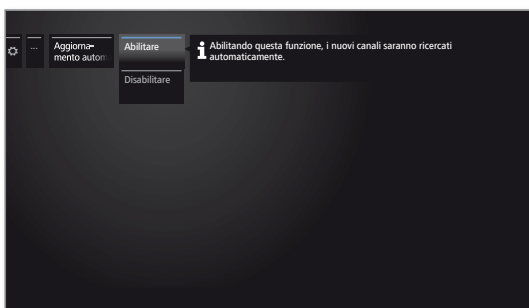 ...
Aggiorna-
mento autom
Abilitare
Disabilitare
Abilitando questa funzione, i nuovi canali saranno ricercati
automaticamente.